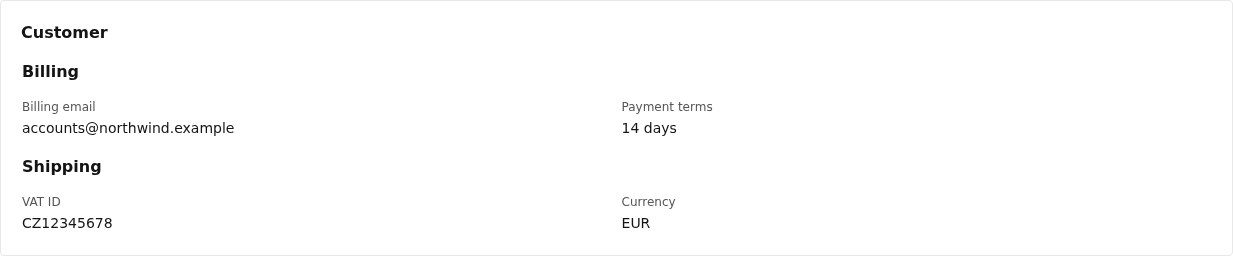 Customer
Billing
Billing email
Payment terms
accounts@northwind.example
14 days
Shipping
VAT ID
Currency
CZ12345678
EUR